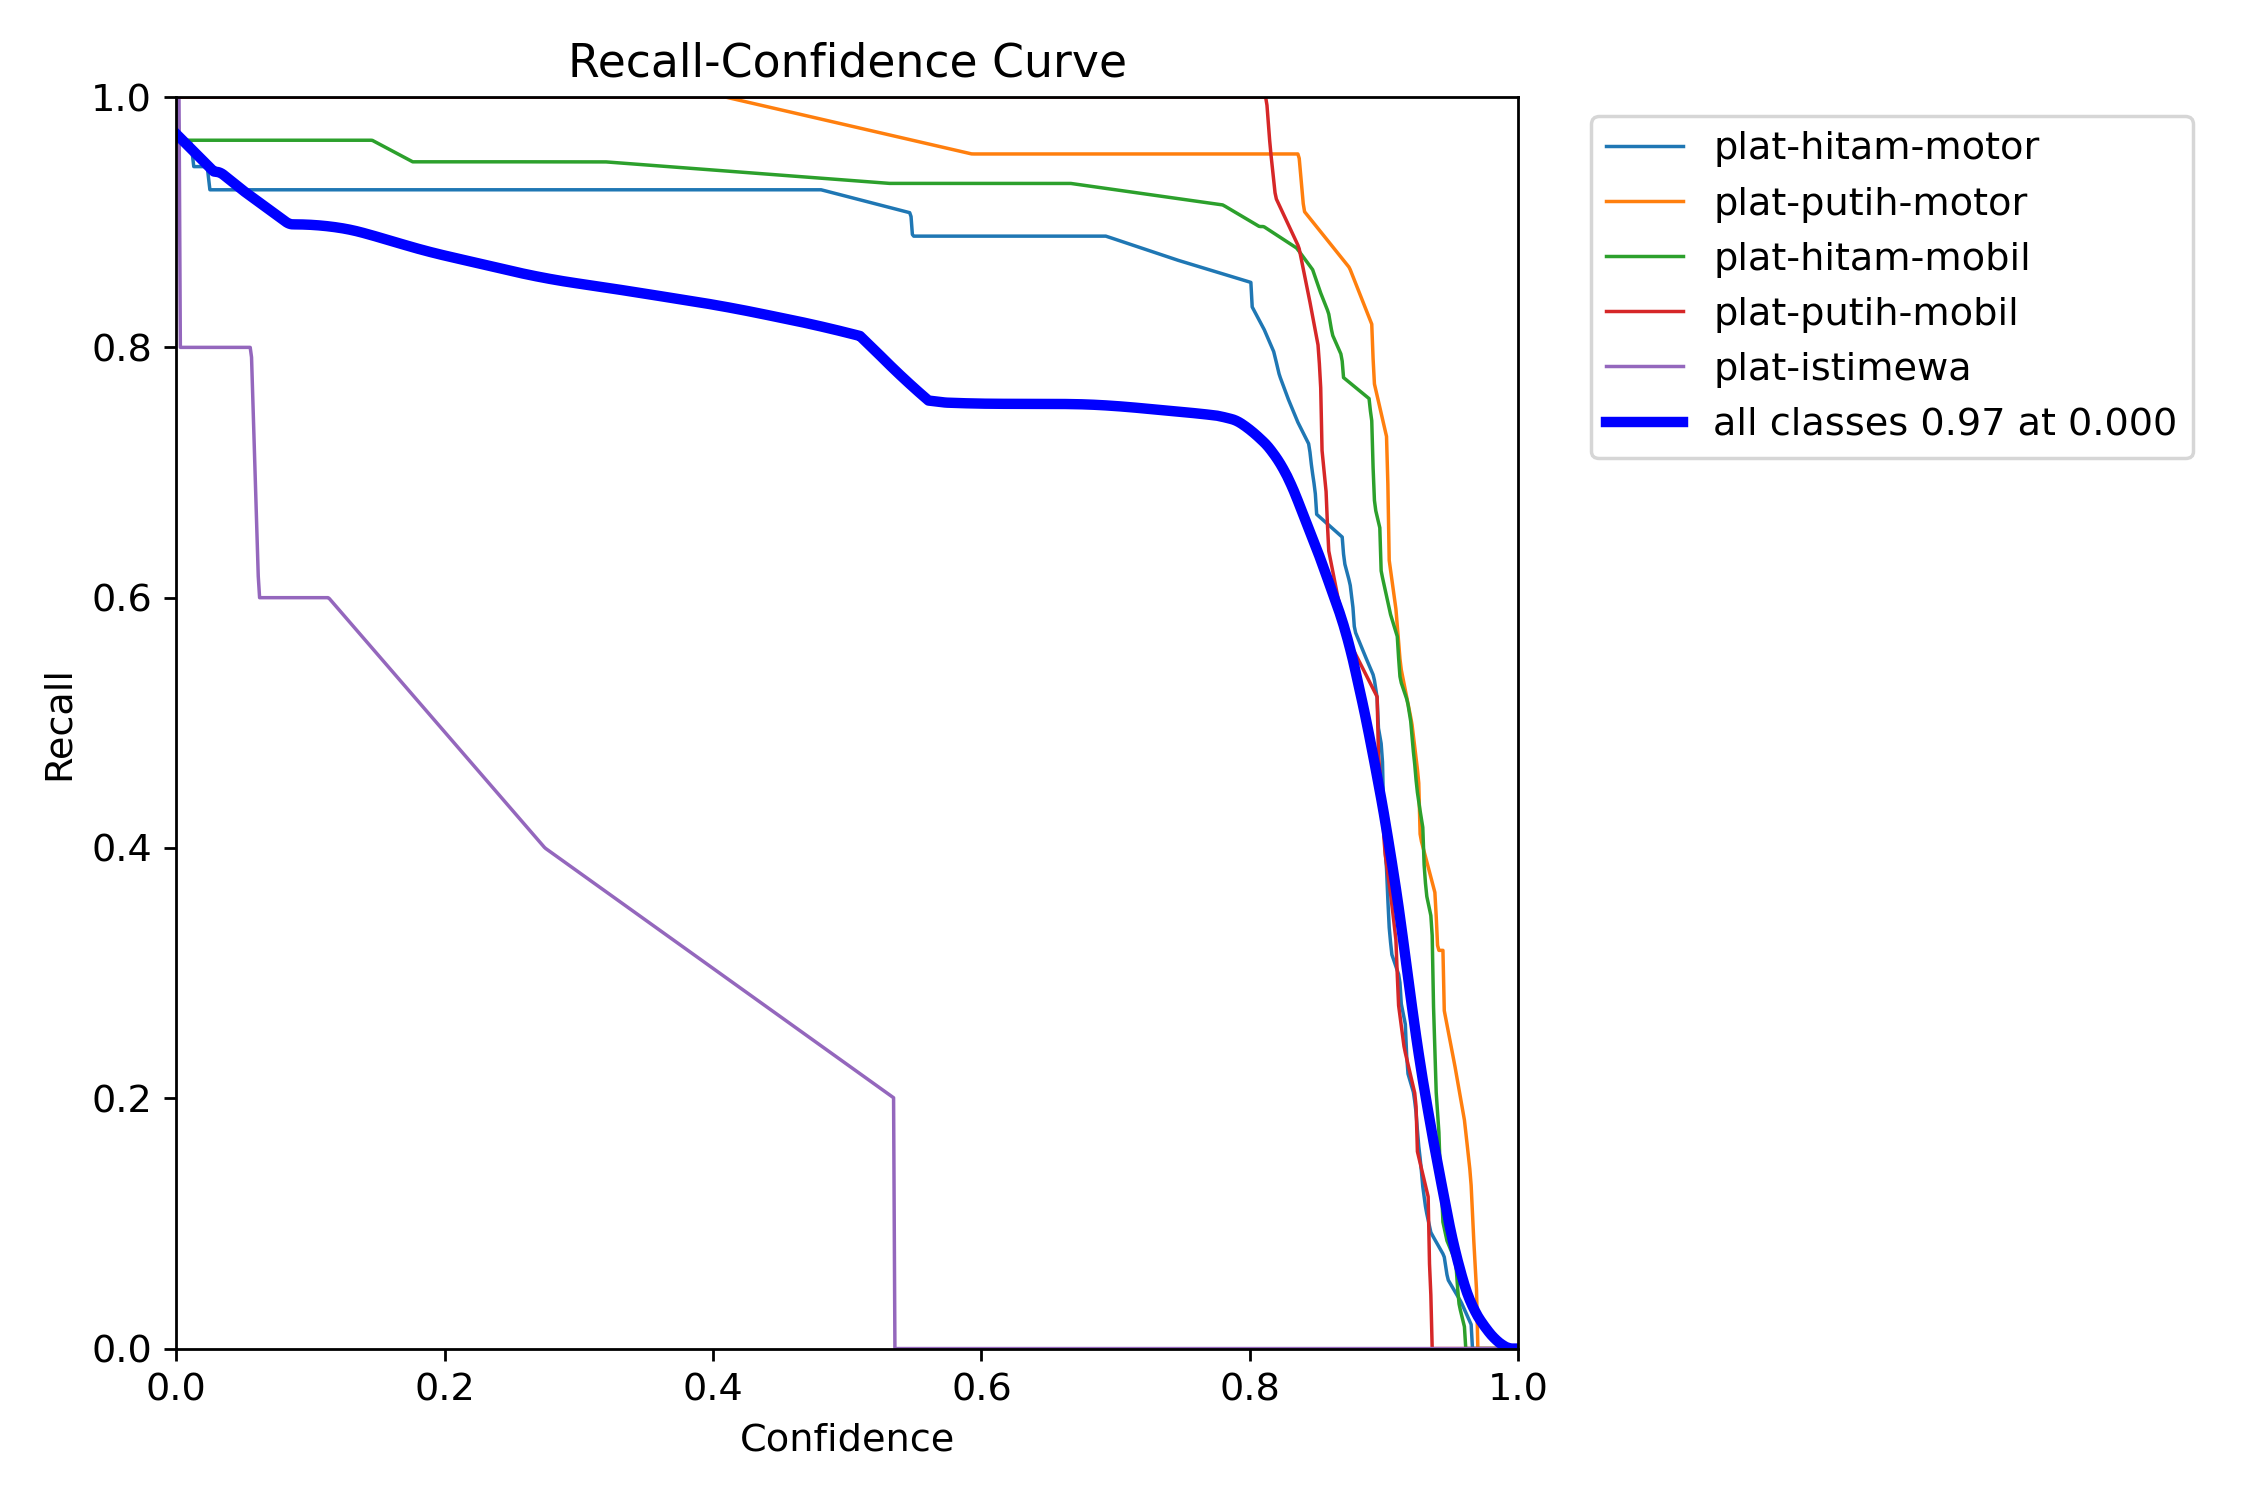 Recall-Confidence Curve
1.0
0.8
0.6
0.4
0.2
0.0
Recall
0.0 0.2 0.4 0.6 0.8 1.0
Confidence
plat-hitam-motor
plat-putih-motor
plat-hitam-mobil
plat-putih-mobil
plat-istimewa
all classes 0.97 at 0.000